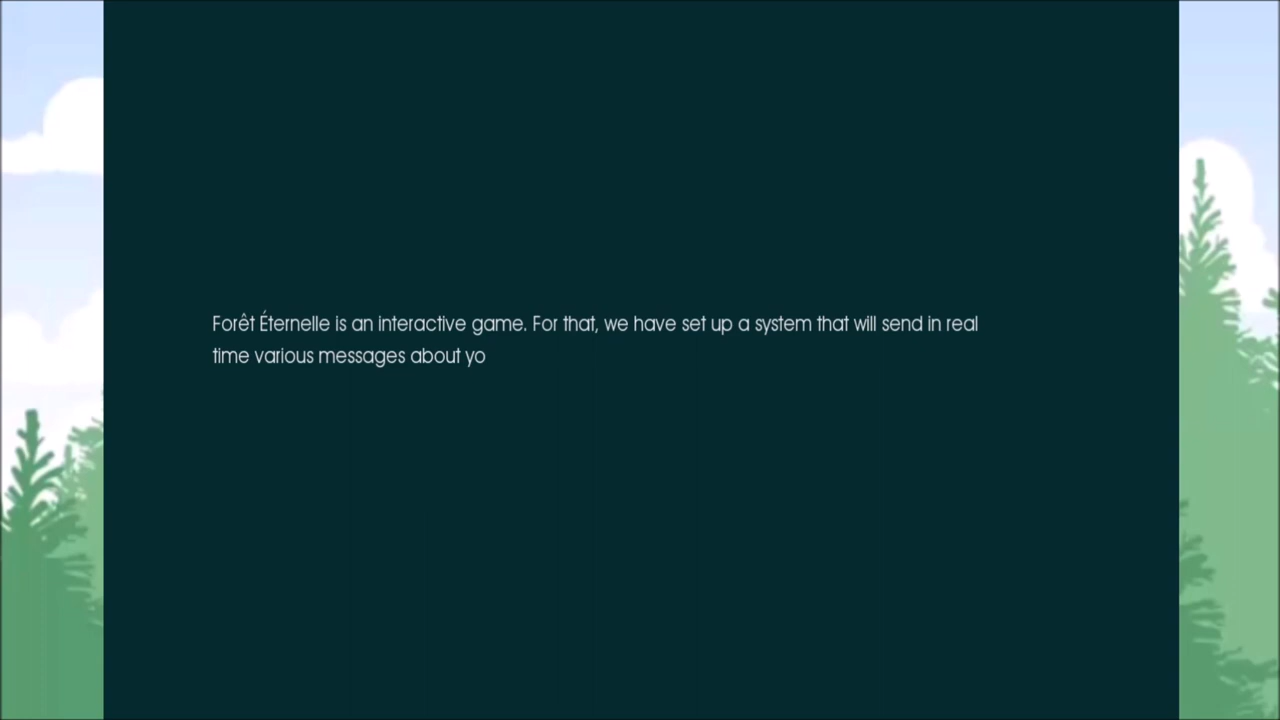 Forêt Éternelle is an interactive game. For that, we have set up a system that will send in real
time various messages about yo